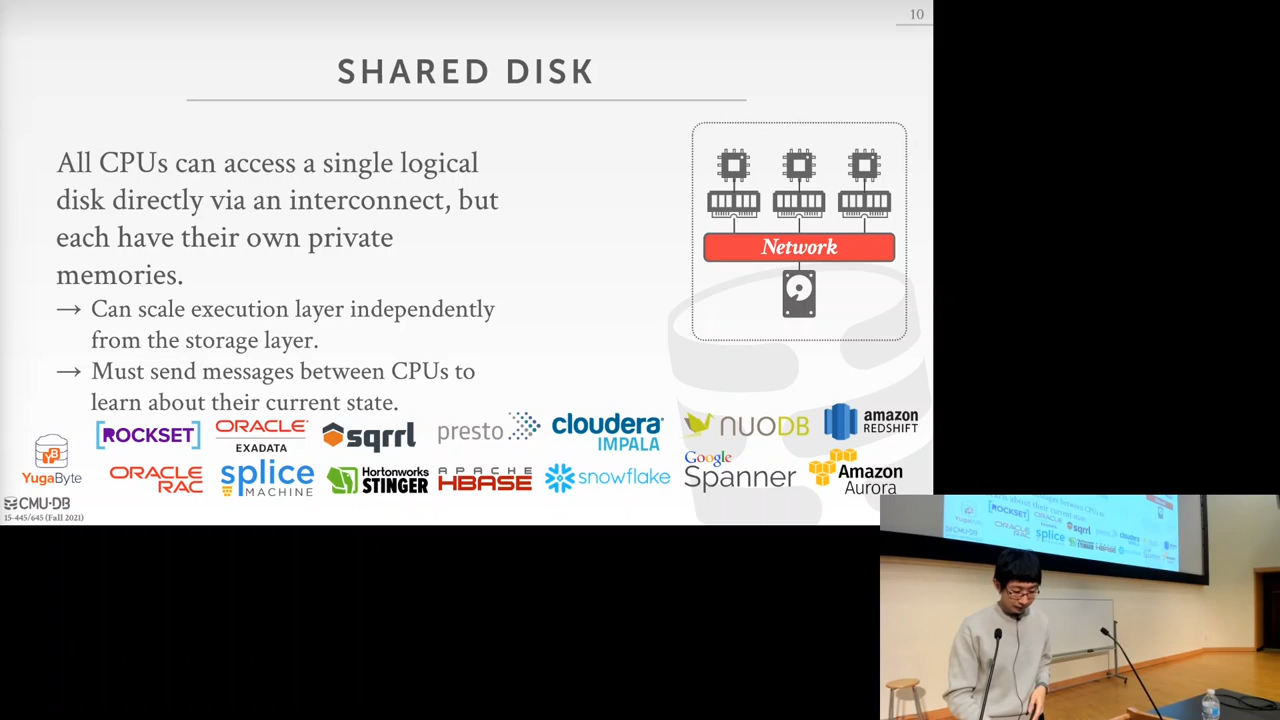 10
SHARED DISK
All CPUs can access a single logical
disk directly via an interconnect, but
each have their own private
memories.
→ Can scale execution layer independently
from the storage layer.
→ Must send messages between CPUs to
learn about their current state.
Network
YugaByte
ROCKSET
ORACLE
EXADATA
sqrrl
presto
cloudera
IMPALA
NUODB
amazon
REDSHIFT
ORACLE
RAC
splice
MACHINE
Hortonworks
STINGER
APACHE
HBASE
snowflake
Google
Spanner
Amazon
Aurora
CMU·DB
15-445/645 (Fall 2021)